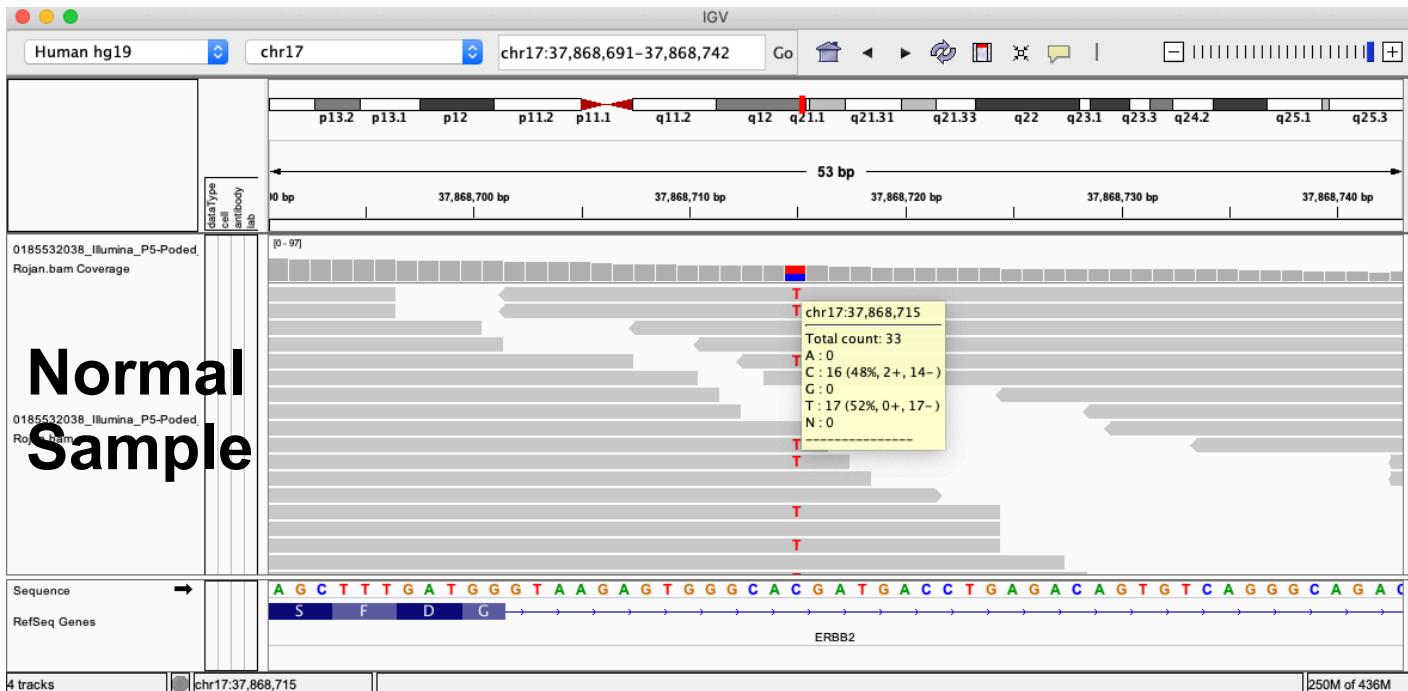 IGV
Human hg19 chr17 chr17:37,868,691-37,868,742 Go
p13.2 p13.1 p12 p11.2 p11.1 q11.2 q12 q21.1 q21.31 q21.33 q22 q23.1 q23.3 q24.2 q25.1 q25.3
53 bp
dataType
cell
antibody
lab
00 bp 37,868,700 bp 37,868,710 bp 37,868,720 bp 37,868,730 bp 37,868,740 bp
0185532038_Illumina_P5-Poded_
Rojan.bam Coverage
[0 - 97]
T
T
T
T
T
T
T
chr17:37,868,715
Total count: 33
A : 0
C : 16 (48%, 2+, 14- )
G : 0
T : 17 (52%, 0+, 17- )
N : 0
---------------
Normal
0185532038_Illumina_P5-Poded_
Rojan.bam
Sample
Sequence A G C T T T G A T G G G T A A G A G T G G G C A C G A T G A C C T G A G A C A G T G T C A G G G C A G A C
RefSeq Genes S F D G
ERBB2
4 tracks chr17:37,868,715 250M of 436M